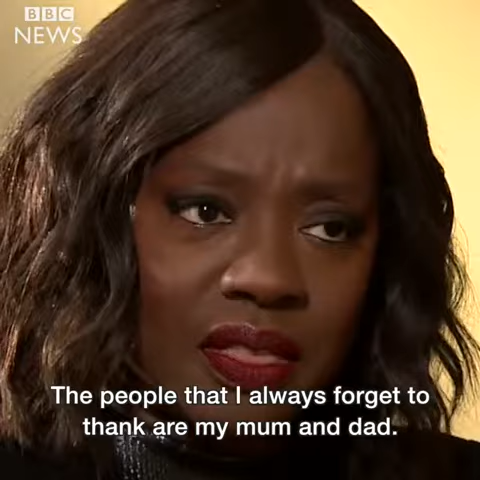 BBC
NEWS
The people that I always forget to
thank are my mum and dad.